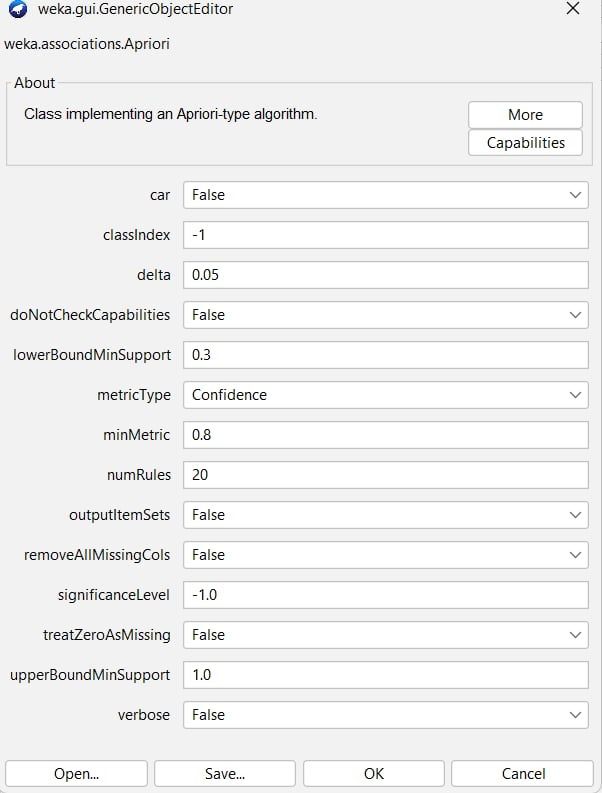 weka.gui.GenericObjectEditor
weka.associations.Apriori
About
Class implementing an Apriori-type algorithm.
More
Capabilities
car False
classIndex -1
delta 0.05
doNotCheckCapabilities False
lowerBoundMinSupport 0.3
metricType Confidence
minMetric 0.8
numRules 20
outputItemSets False
removeAllMissingCols False
significanceLevel -1.0
treatZeroAsMissing False
upperBoundMinSupport 1.0
verbose False
Open... Save... OK Cancel